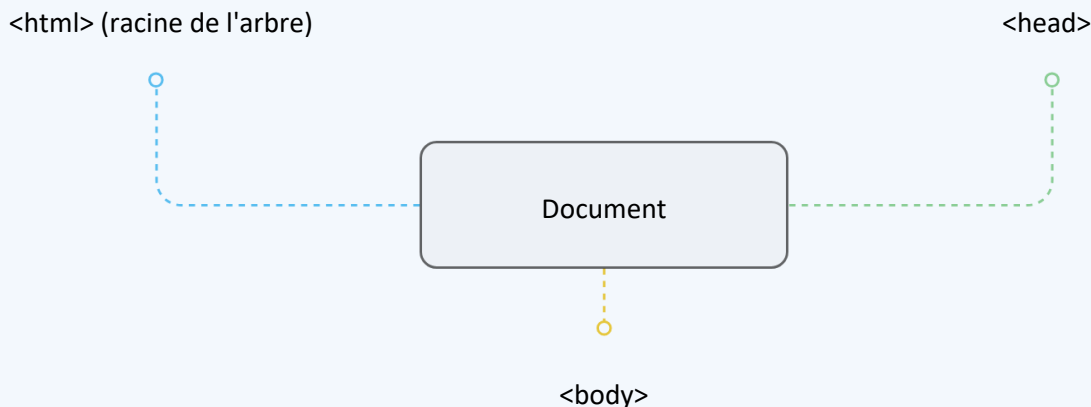 <html> (racine de l'arbre)
<head>
Document
<body>